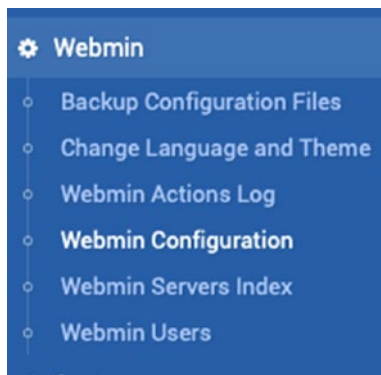 Webmin
Backup Configuration Files
Change Language and Theme
Webmin Actions Log
Webmin Configuration
Webmin Servers Index
Webmin Users